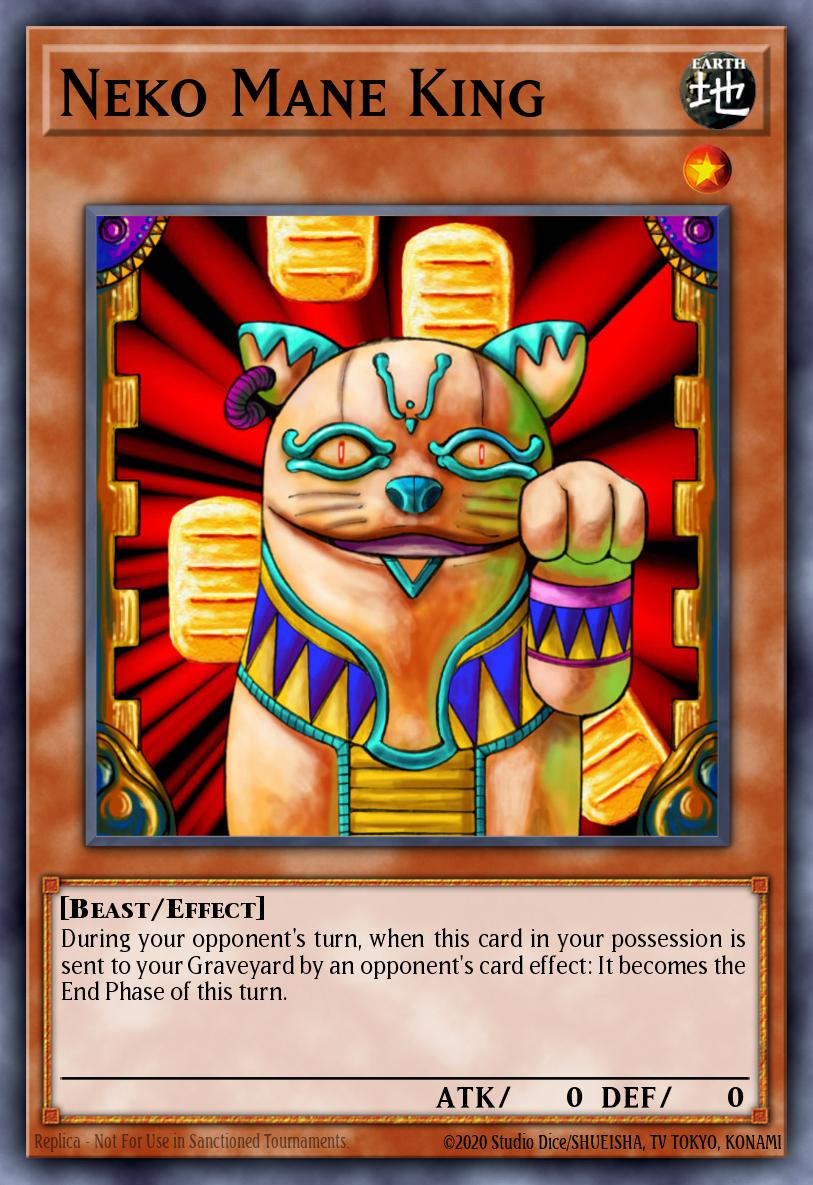 Neko Mane King
EARTH
地
[Beast/Effect]
During your opponent's turn, when this card in your possession is
sent to your Graveyard by an opponent's card effect: It becomes the
End Phase of this turn.
ATK/ 0 DEF/ 0
Replica - Not For Use in Sanctioned Tournaments.
©2020 Studio Dice/SHUEISHA, TV TOKYO, KONAMI